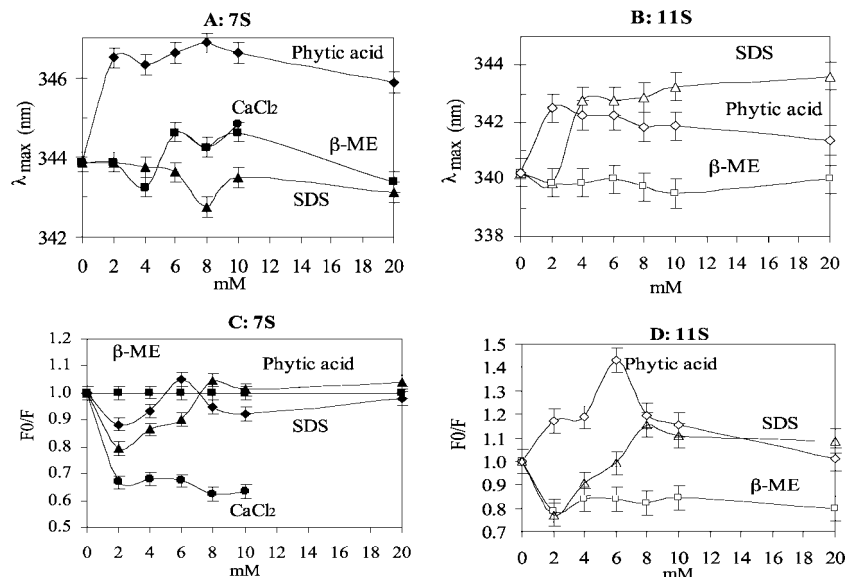 A: 7S
Phytic acid
CaCl2
β-ME
SDS
346
344
342
λ max (nm)
0 2 4 6 8 10 12 14 16 18 20
mM
B: 11S
SDS
Phytic acid
β-ME
344
342
340
338
λ max (nm)
0 2 4 6 8 10 12 14 16 18 20
mM
C: 7S
β-ME
Phytic acid
SDS
CaCl2
1.2
1.1
1.0
0.9
0.8
0.7
0.6
0.5
F0/F
0 2 4 6 8 10 12 14 16 18 20
mM
D: 11S
Phytic acid
SDS
β-ME
1.5
1.4
1.3
1.2
1.1
1.0
0.9
0.8
0.7
F0/F
0 2 4 6 8 10 12 14 16 18 20
mM